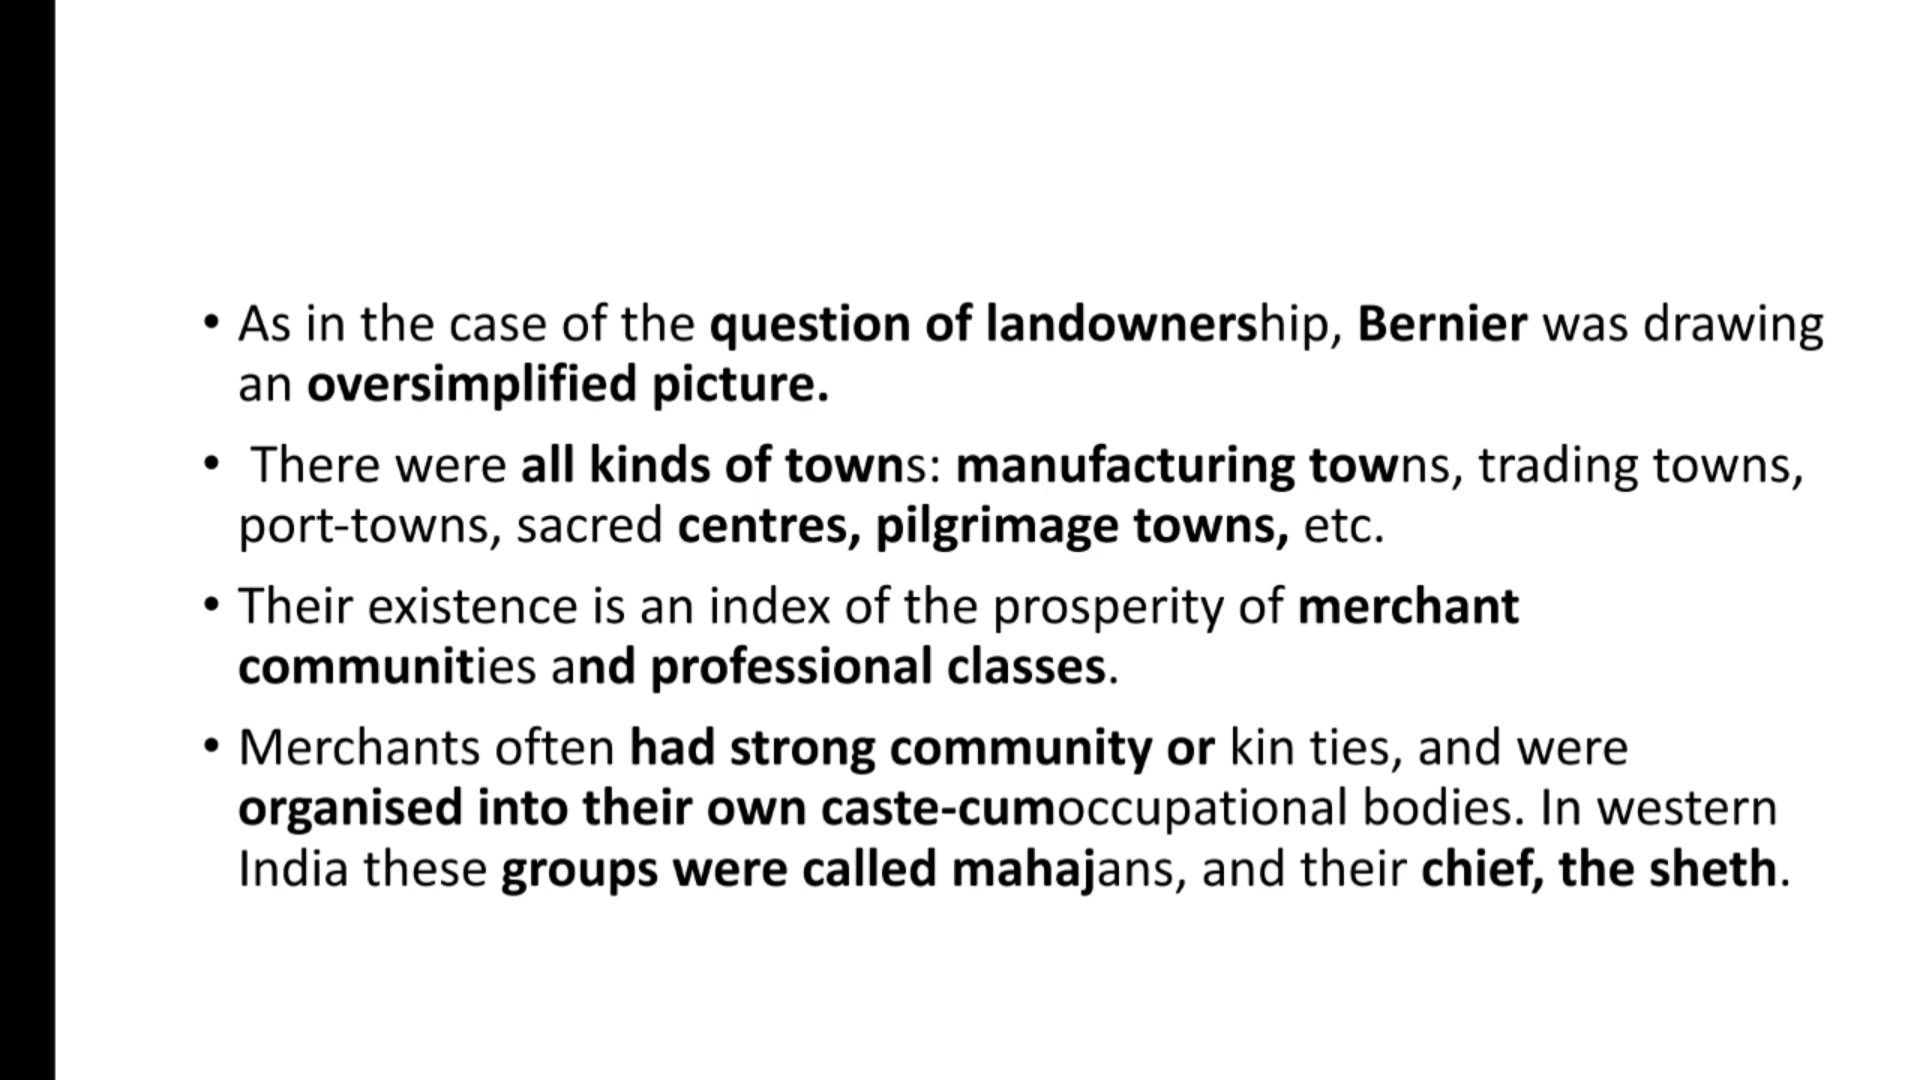 • As in the case of the question of landownership, Bernier was drawing
an oversimplified picture.
• There were all kinds of towns: manufacturing towns, trading towns,
port-towns, sacred centres, pilgrimage towns, etc.
• Their existence is an index of the prosperity of merchant
communities and professional classes.
• Merchants often had strong community or kin ties, and were
organised into their own caste-cumoccupational bodies. In western
India these groups were called mahajans, and their chief, the sheth.